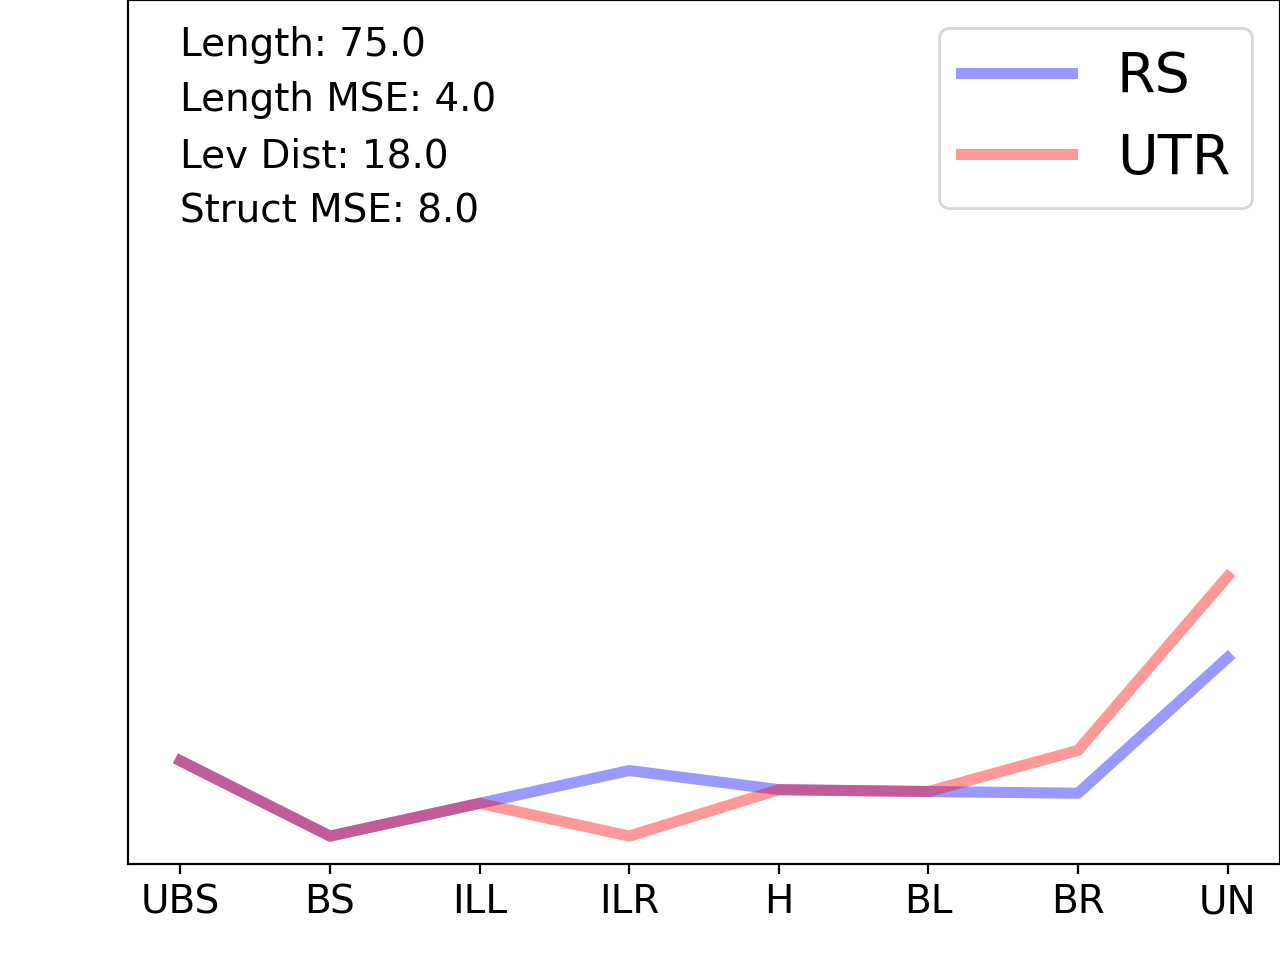 Length: 75.0
Length MSE: 4.0
Lev Dist: 18.0
Struct MSE: 8.0
RS
UTR
UBS BS ILL ILR H BL BR UN